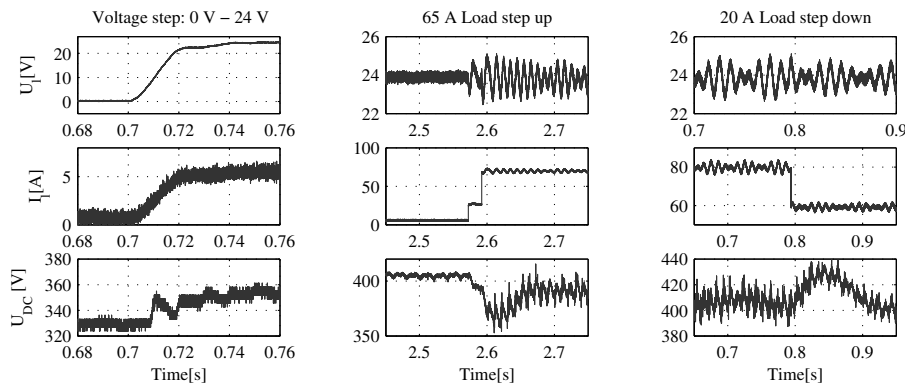 Voltage step: 0 V − 24 V
65 A Load step up
20 A Load step down
U_l[V]
20
10
0
0.68 0.7 0.72 0.74 0.76
26
24
22
2.5 2.6 2.7
26
24
22
0.7 0.8 0.9
I_l[A]
5
0
0.68 0.7 0.72 0.74 0.76
100
50
0
2.5 2.6 2.7
80
60
0.7 0.8 0.9
U_DC [V]
380
360
340
320
0.68 0.7 0.72 0.74 0.76
400
350
2.5 2.6 2.7
440
420
400
380
0.7 0.8 0.9
Time[s]
Time[s]
Time[s]